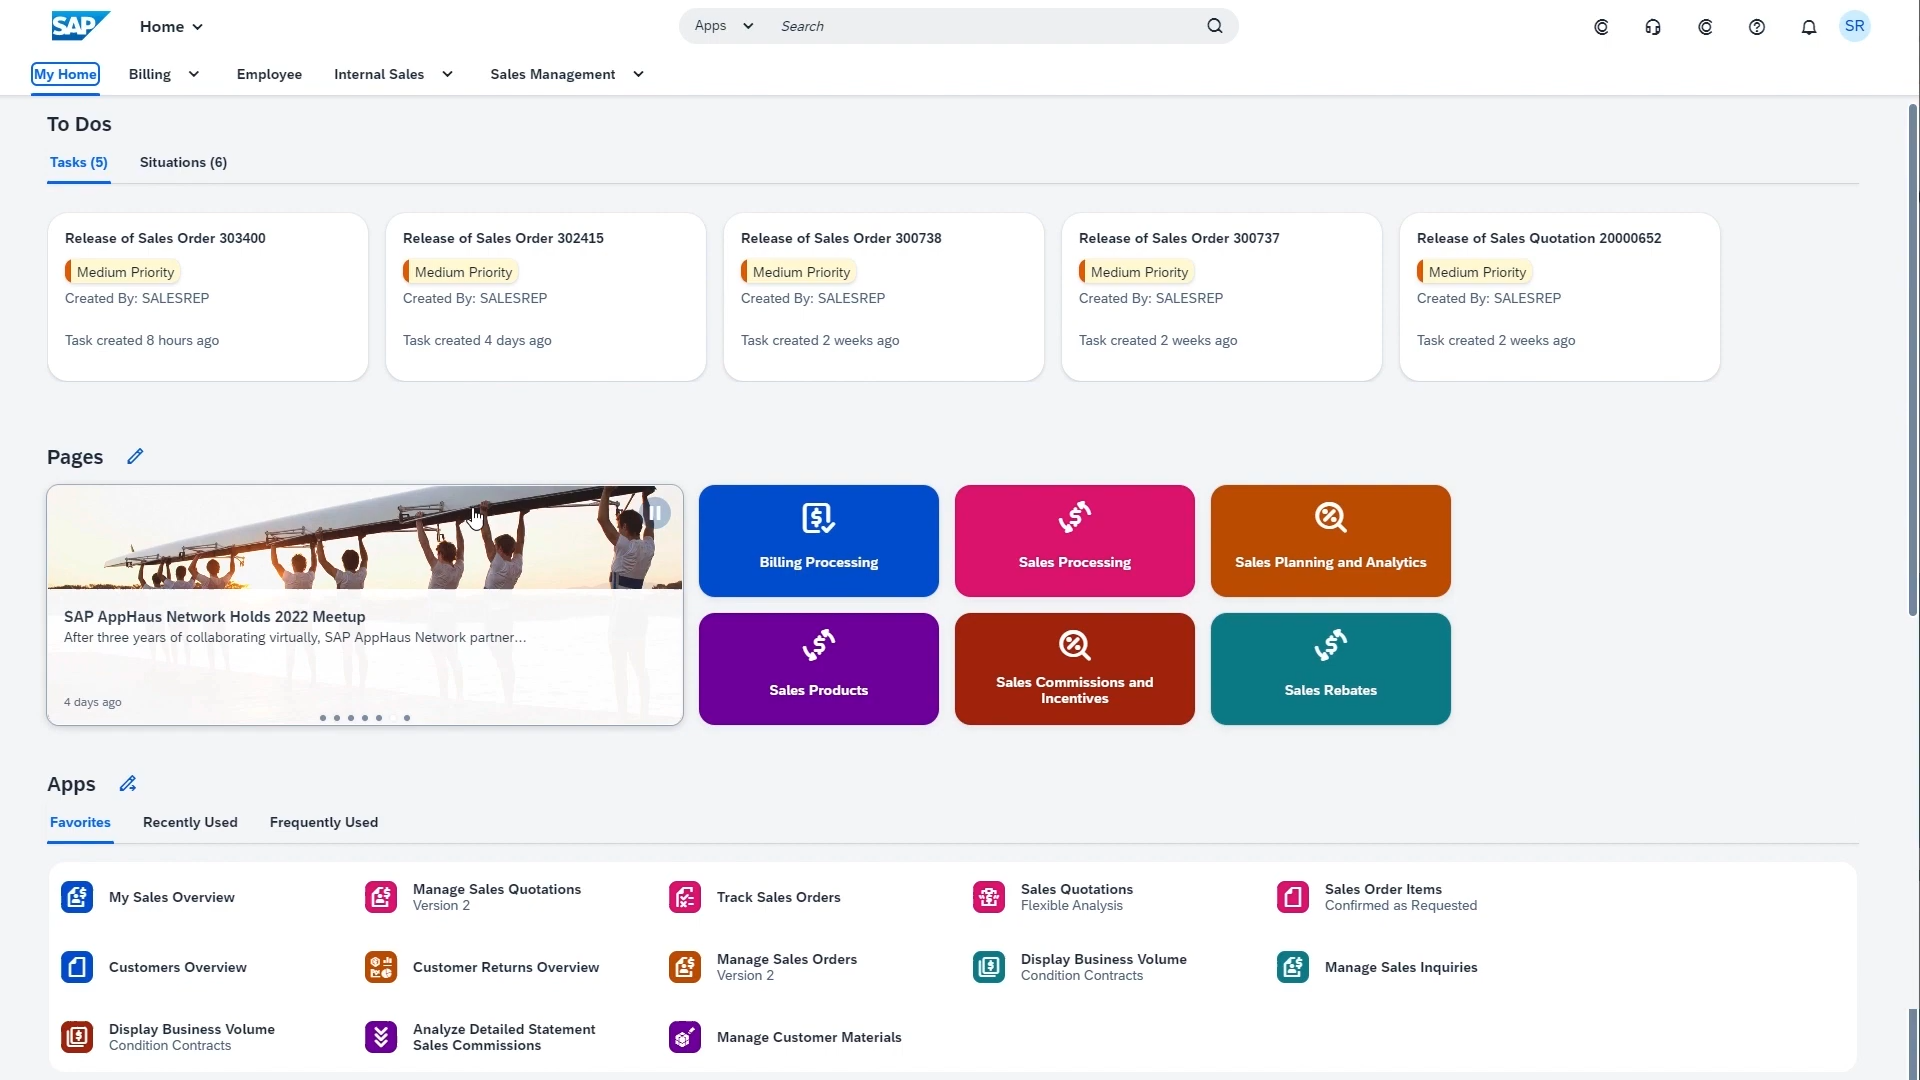 SAP
Home
Apps
Search
SR
My Home
Billing
Employee
Internal Sales
Sales Management
To Dos
Tasks (5)
Situations (6)
Release of Sales Order 303400
Medium Priority
Created By: SALESREP
Task created 8 hours ago
Release of Sales Order 302415
Medium Priority
Created By: SALESREP
Task created 4 days ago
Release of Sales Order 300738
Medium Priority
Created By: SALESREP
Task created 2 weeks ago
Release of Sales Order 300737
Medium Priority
Created By: SALESREP
Task created 2 weeks ago
Release of Sales Quotation 20000652
Medium Priority
Created By: SALESREP
Task created 2 weeks ago
Pages
SAP AppHaus Network Holds 2022 Meetup
After three years of collaborating virtually, SAP AppHaus Network partner...
4 days ago
Billing Processing
Sales Processing
Sales Planning and Analytics
Sales Products
Sales Commissions and
Incentives
Sales Rebates
Apps
Favorites
Recently Used
Frequently Used
My Sales Overview
Manage Sales Quotations
Version 2
Track Sales Orders
Sales Quotations
Flexible Analysis
Sales Order Items
Confirmed as Requested
Customers Overview
Customer Returns Overview
Manage Sales Orders
Version 2
Display Business Volume
Condition Contracts
Manage Sales Inquiries
Display Business Volume
Condition Contracts
Analyze Detailed Statement
Sales Commissions
Manage Customer Materials